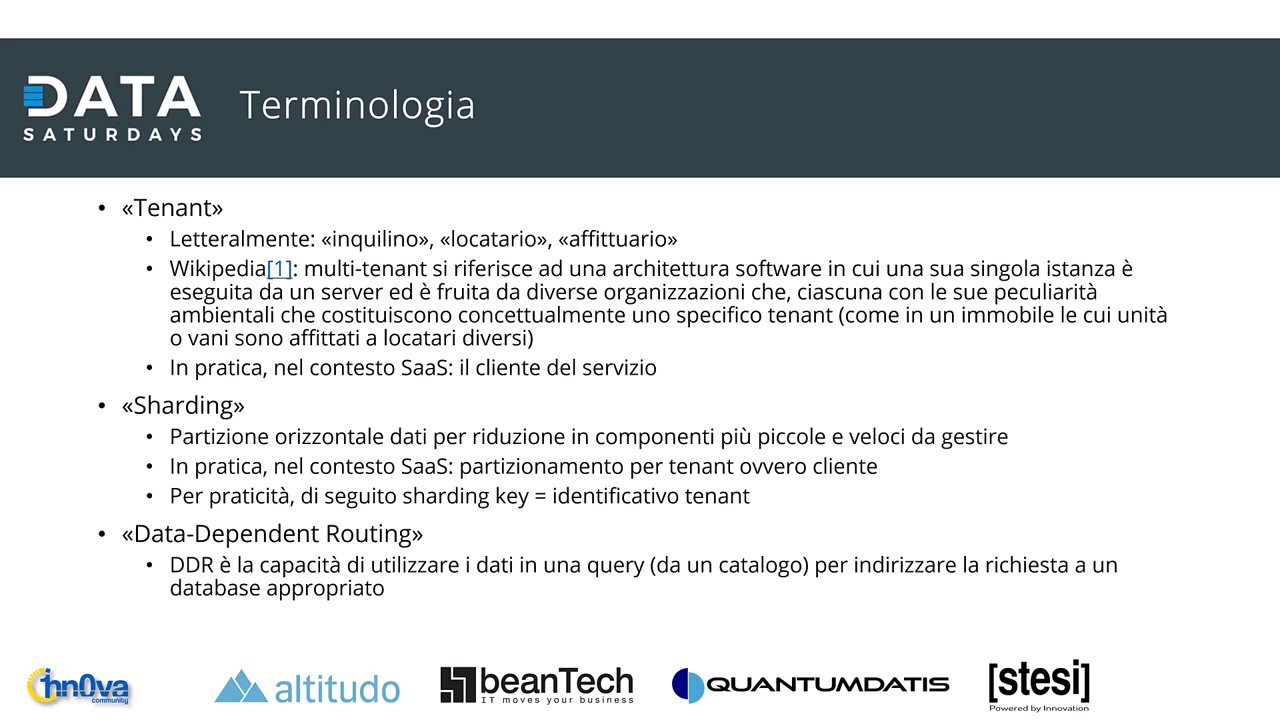 DATA
SATURDAYS
Terminologia
• «Tenant»
• Letteralmente: «inquilino», «locatario», «affittuario»
• Wikipedia[1]: multi-tenant si riferisce ad una architettura software in cui una sua singola istanza è
eseguita da un server ed è fruita da diverse organizzazioni che, ciascuna con le sue peculiarità
ambientali che costituiscono concettualmente uno specifico tenant (come in un immobile le cui unità
o vani sono affittati a locatari diversi)
• In pratica, nel contesto SaaS: il cliente del servizio
• «Sharding»
• Partizione orizzontale dati per riduzione in componenti più piccole e veloci da gestire
• In pratica, nel contesto SaaS: partizionamento per tenant ovvero cliente
• Per praticità, di seguito sharding key = identificativo tenant
• «Data-Dependent Routing»
• DDR è la capacità di utilizzare i dati in una query (da un catalogo) per indirizzare la richiesta a un
database appropriato
1nn0va
community
altitudo
beanTech
IT moves your business
QUANTUMDATIS
[stesi]
Powered by Innovation